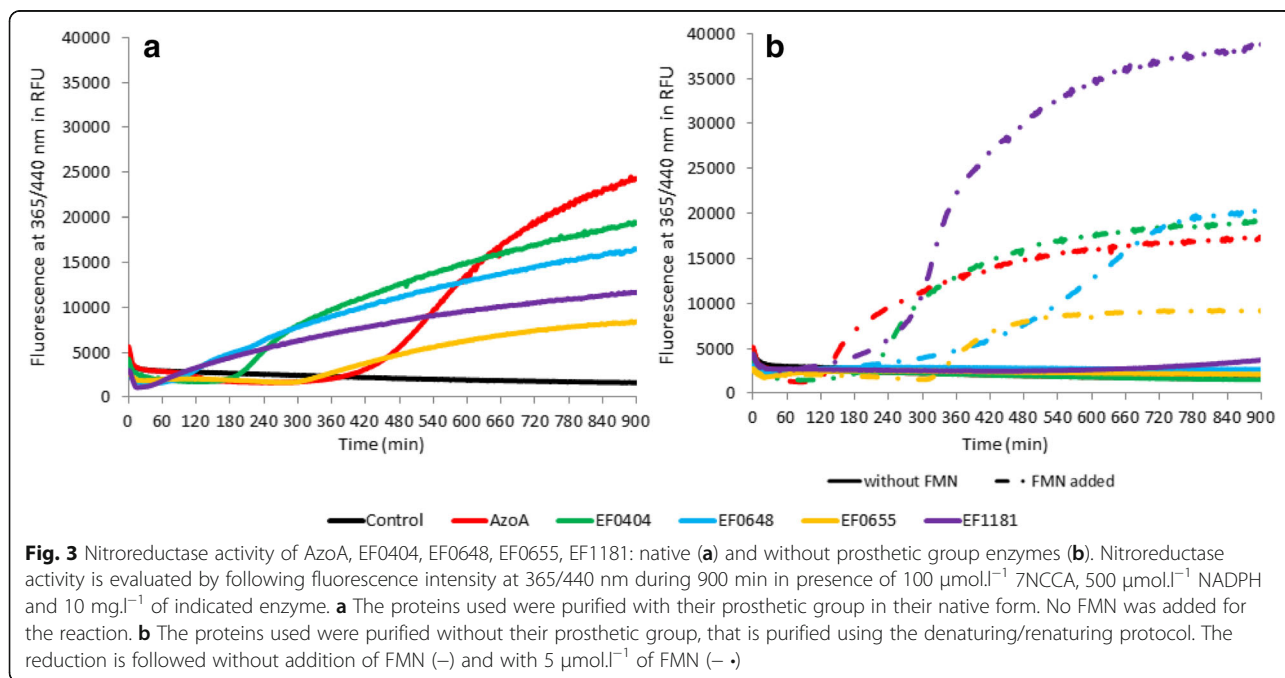 a
40000
35000
30000
25000
20000
15000
10000
5000
0
Fluorescence at 365/440 nm in RFU
0 60 120 180 240 300 360 420 480 540 600 660 720 780 840 900
Time (min)
b
40000
35000
30000
25000
20000
15000
10000
5000
0
Fluorescence at 365/440 nm in RFU
0 60 120 180 240 300 360 420 480 540 600 660 720 780 840 900
Time (min)
without FMN FMN added
Control AzoA EF0404 EF0648 EF0655 EF1181
Fig. 3 Nitroreductase activity of AzoA, EF0404, EF0648, EF0655, EF1181: native (a) and without prosthetic group enzymes (b). Nitroreductase
activity is evaluated by following fluorescence intensity at 365/440 nm during 900 min in presence of 100 μmol.l⁻¹ 7NCCA, 500 μmol.l⁻¹ NADPH
and 10 mg.l⁻¹ of indicated enzyme. a The proteins used were purified with their prosthetic group in their native form. No FMN was added for
the reaction. b The proteins used were purified without their prosthetic group, that is purified using the denaturing/renaturing protocol. The
reduction is followed without addition of FMN (−) and with 5 μmol.l⁻¹ of FMN (− •)